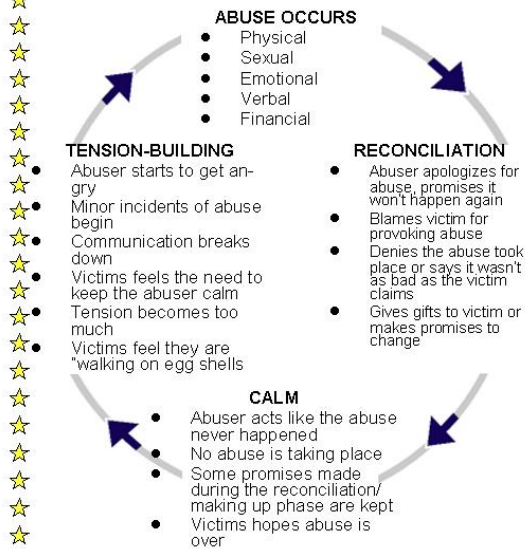 ABUSE OCCURS
● Physical
● Sexual
● Emotional
● Verbal
● Financial
TENSION-BUILDING
● Abuser starts to get an-
gry
● Minor incidents of abuse
begin
● Communication breaks
down
● Victims feels the need to
keep the abuser calm
● Tension becomes too
much
● Victims feel they are
"walking on egg shells
RECONCILIATION
● Abuser apologizes for
abuse, promises it
won't happen again
● Blames victim for
provoking abuse
● Denies the abuse took
place or says it wasn't
as bad as the victim
claims
● Gives gifts to victim or
makes promises to
change
CALM
● Abuser acts like the abuse
never happened
● No abuse is taking place
● Some promises made
during the reconciliation/
making up phase are kept
● Victims hopes abuse is
over